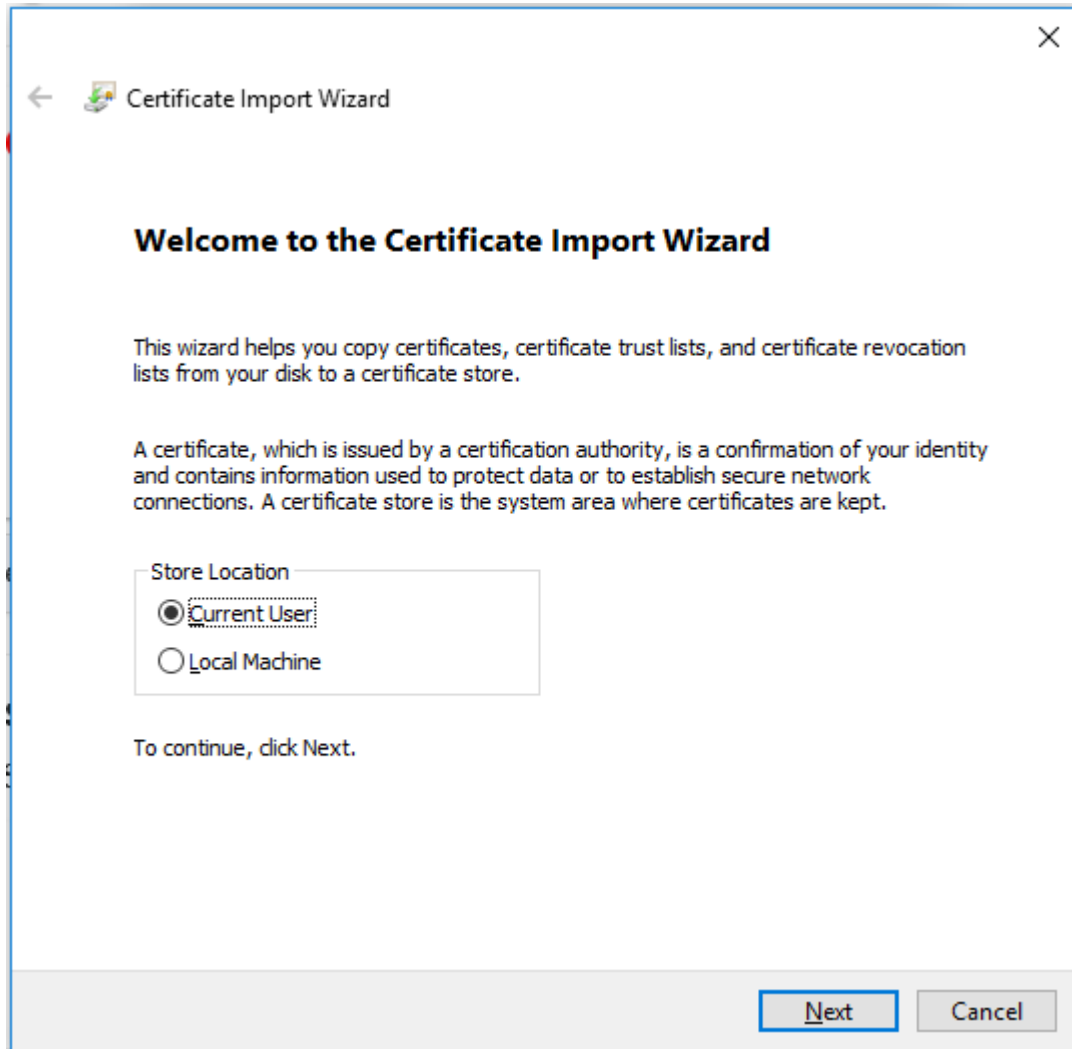 Certificate Import Wizard
Welcome to the Certificate Import Wizard
This wizard helps you copy certificates, certificate trust lists, and certificate revocation
lists from your disk to a certificate store.
A certificate, which is issued by a certification authority, is a confirmation of your identity
and contains information used to protect data or to establish secure network
connections. A certificate store is the system area where certificates are kept.
Store Location
Current User
Local Machine
To continue, click Next.
Next Cancel